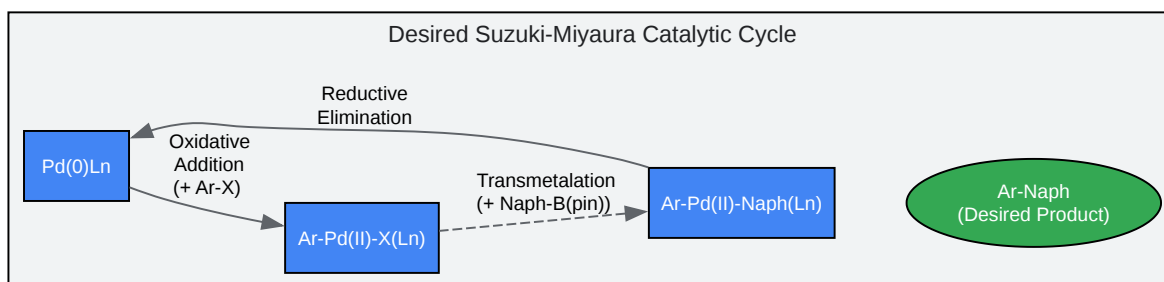 Desired Suzuki-Miyaura Catalytic Cycle
Reductive
Elimination
Pd(0)Ln
Oxidative
Addition
(+ Ar-X)
Ar-Pd(II)-X(Ln)
Transmetalation
(+ Naph-B(pin))
Ar-Pd(II)-Naph(Ln)
Ar-Naph
(Desired Product)